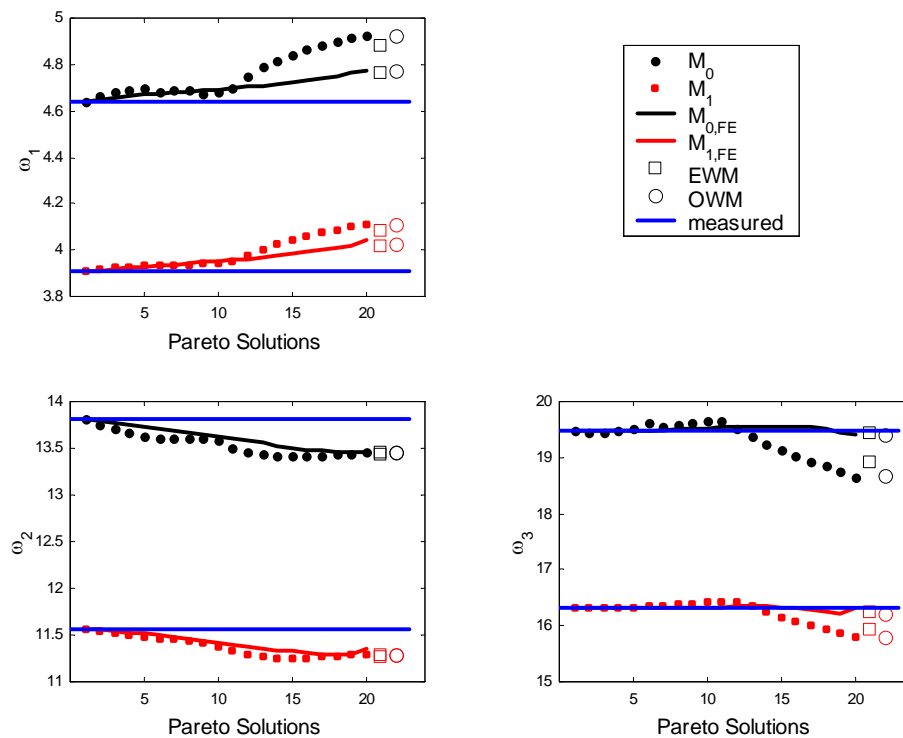 5
4.8
4.6
4.4
4.2
4
3.8
ω1
5 10 15 20
Pareto Solutions
M0
M1
M0,FE
M1,FE
EWM
OWM
measured
14
13.5
13
12.5
12
11.5
11
ω2
5 10 15 20
Pareto Solutions
20
19
18
17
16
15
ω3
5 10 15 20
Pareto Solutions